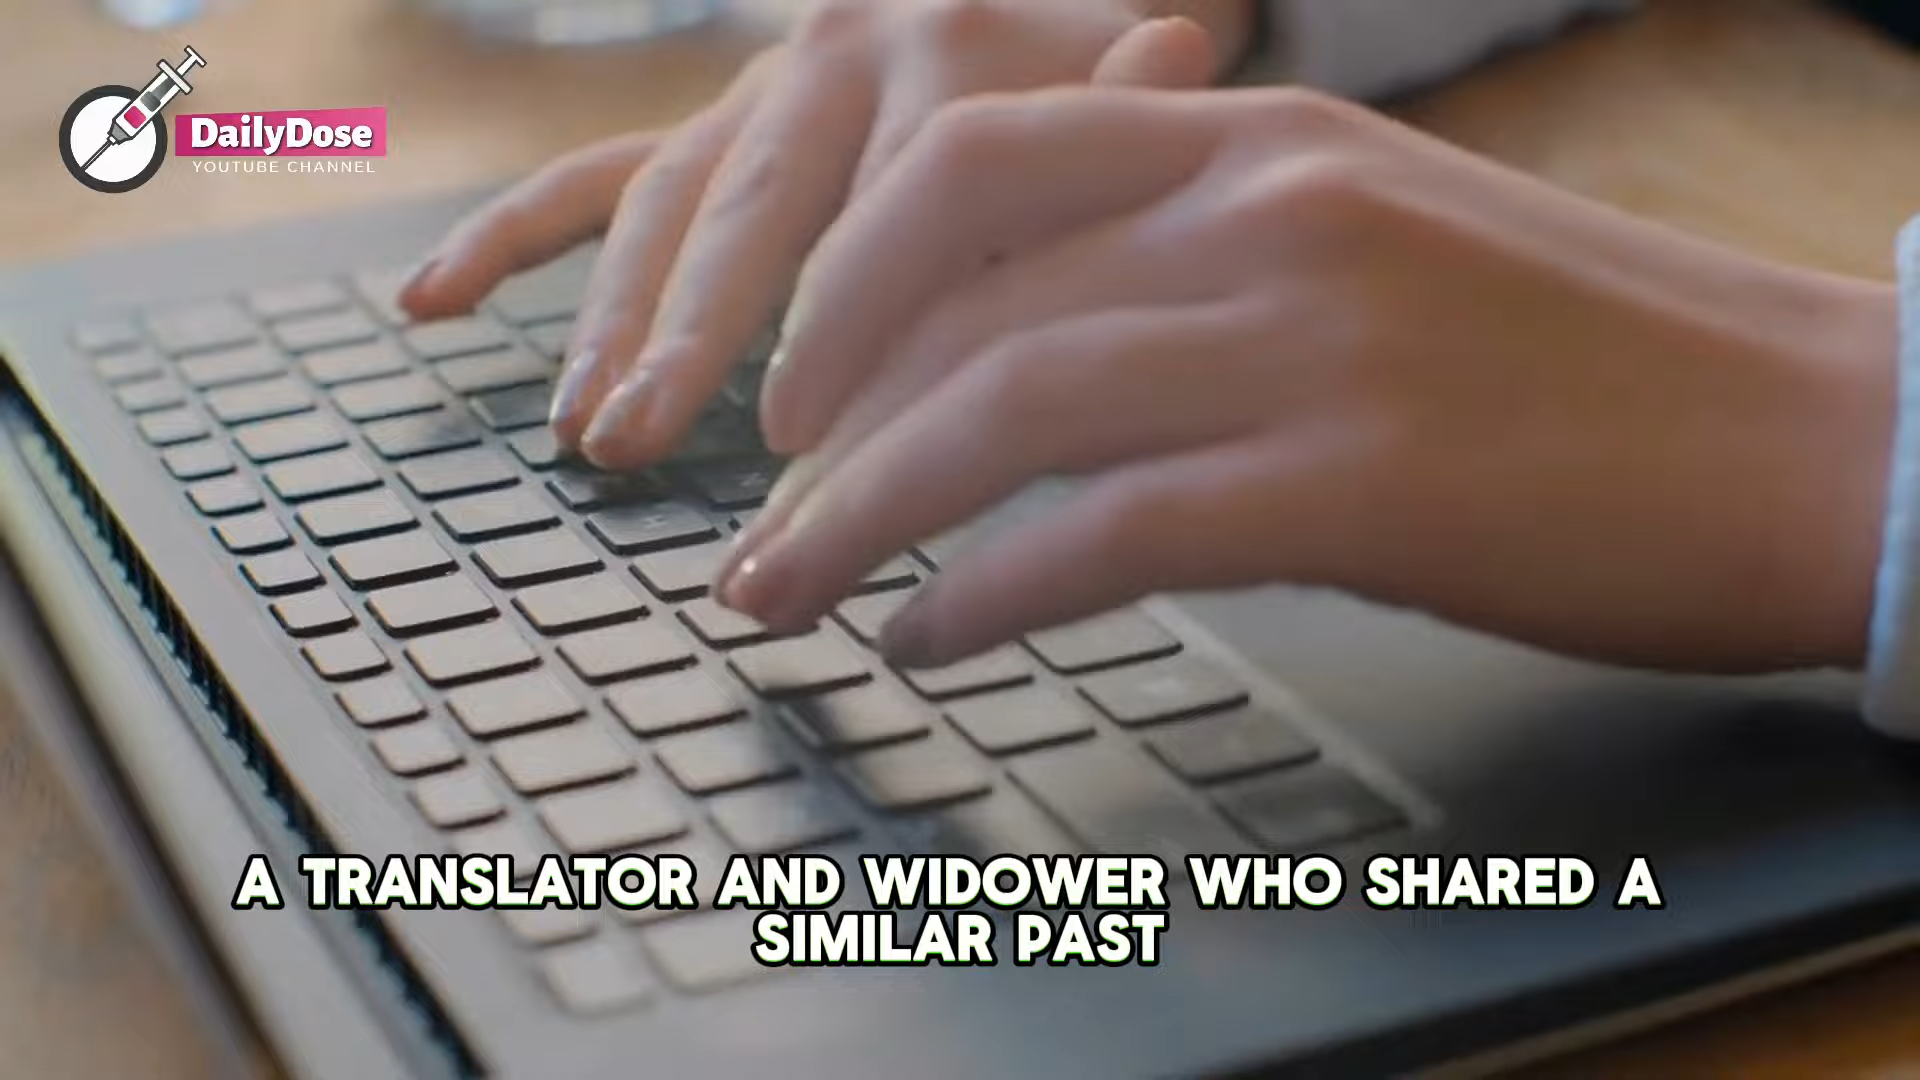 DailyDose
YOUTUBE CHANNEL
A TRANSLATOR AND WIDOWER WHO SHARED A
SIMILAR PAST